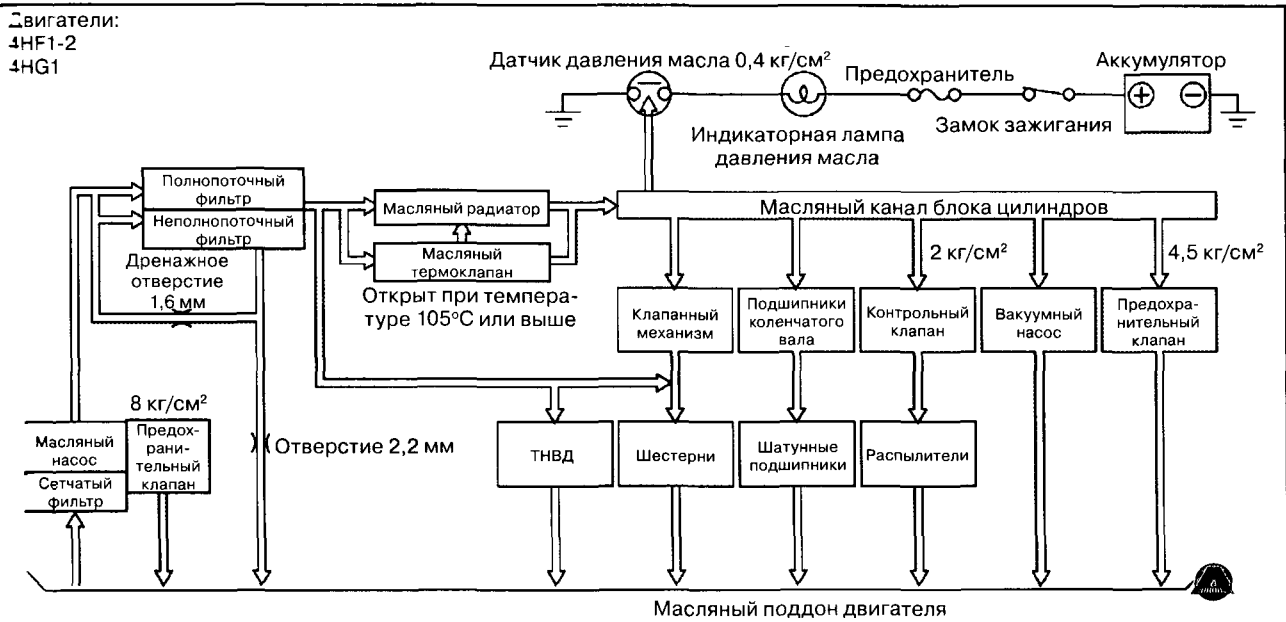 Двигатели:
4HF1-2
4HG1
Датчик давления масла 0,4 кг/см²
Предохранитель
Аккумулятор
Индикаторная лампа
давления масла
Замок зажигания
Полнопоточный
фильтр
Неполнопоточный
фильтр
Масляный радиатор
Масляный
термоклапан
Масляный канал блока цилиндров
Дренажное
отверстие
1,6 мм
Открыт при темпера-
туре 105°С или выше
2 кг/см²
4,5 кг/см²
Клапанный
механизм
Подшипники
коленчатого
вала
Контрольный
клапан
Вакуумный
насос
Предохра-
нительный
клапан
8 кг/см²
Масляный
насос
Сетчатый
фильтр
Предох-
рани-
тельный
клапан
Отверстие 2,2 мм
ТНВД
Шестерни
Шатунные
подшипники
Распылители
Масляный поддон двигателя